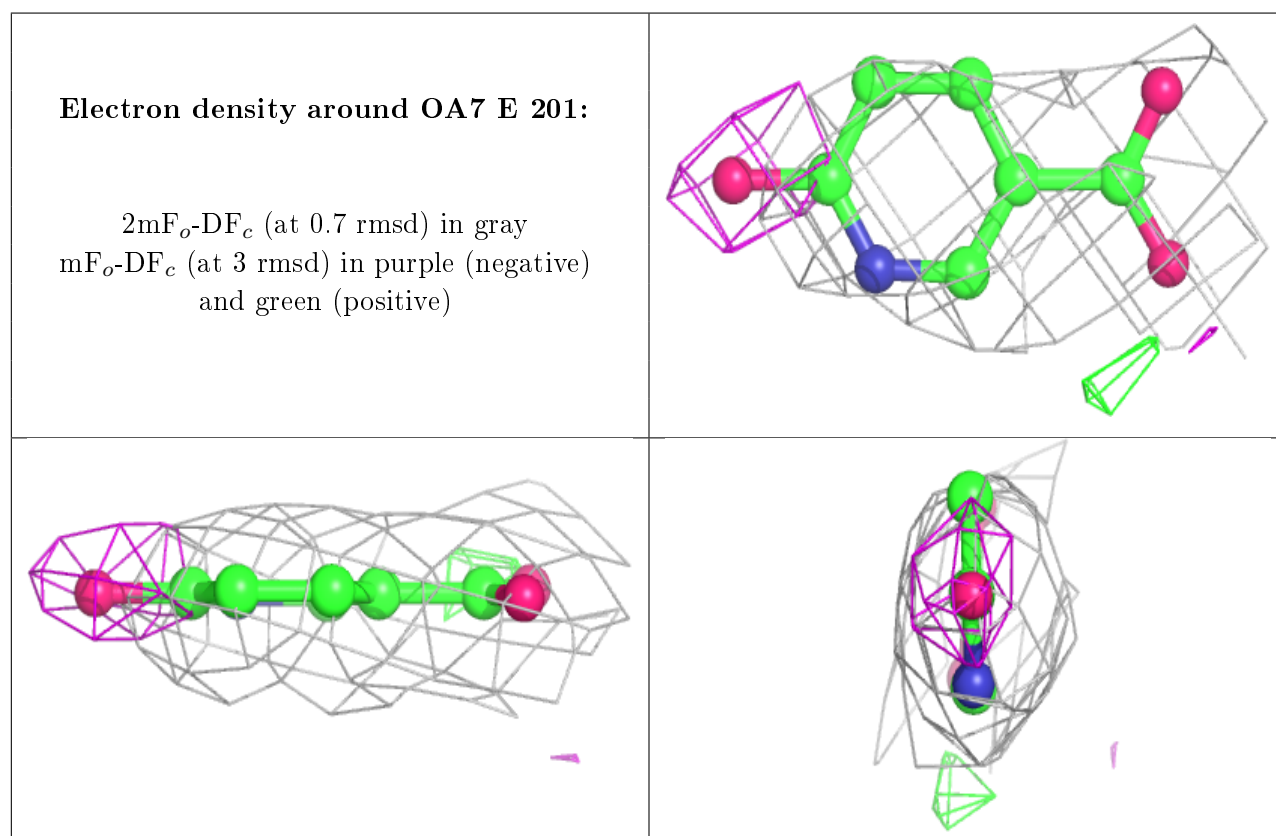 Electron density around OA7 E 201:
2mFo-DFc (at 0.7 rmsd) in gray
mFo-DFc (at 3 rmsd) in purple (negative)
and green (positive)